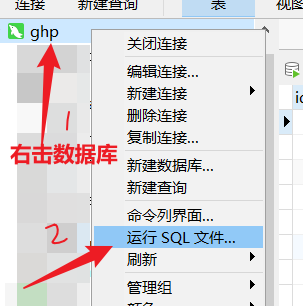 连接 新建查询 表 视图
ghp
关闭连接
编辑连接...
新建连接
删除连接
复制连接...
新建数据库...
新建查询
命令列界面...
运行 SQL 文件...
刷新
管理组
右击数据库
1
2